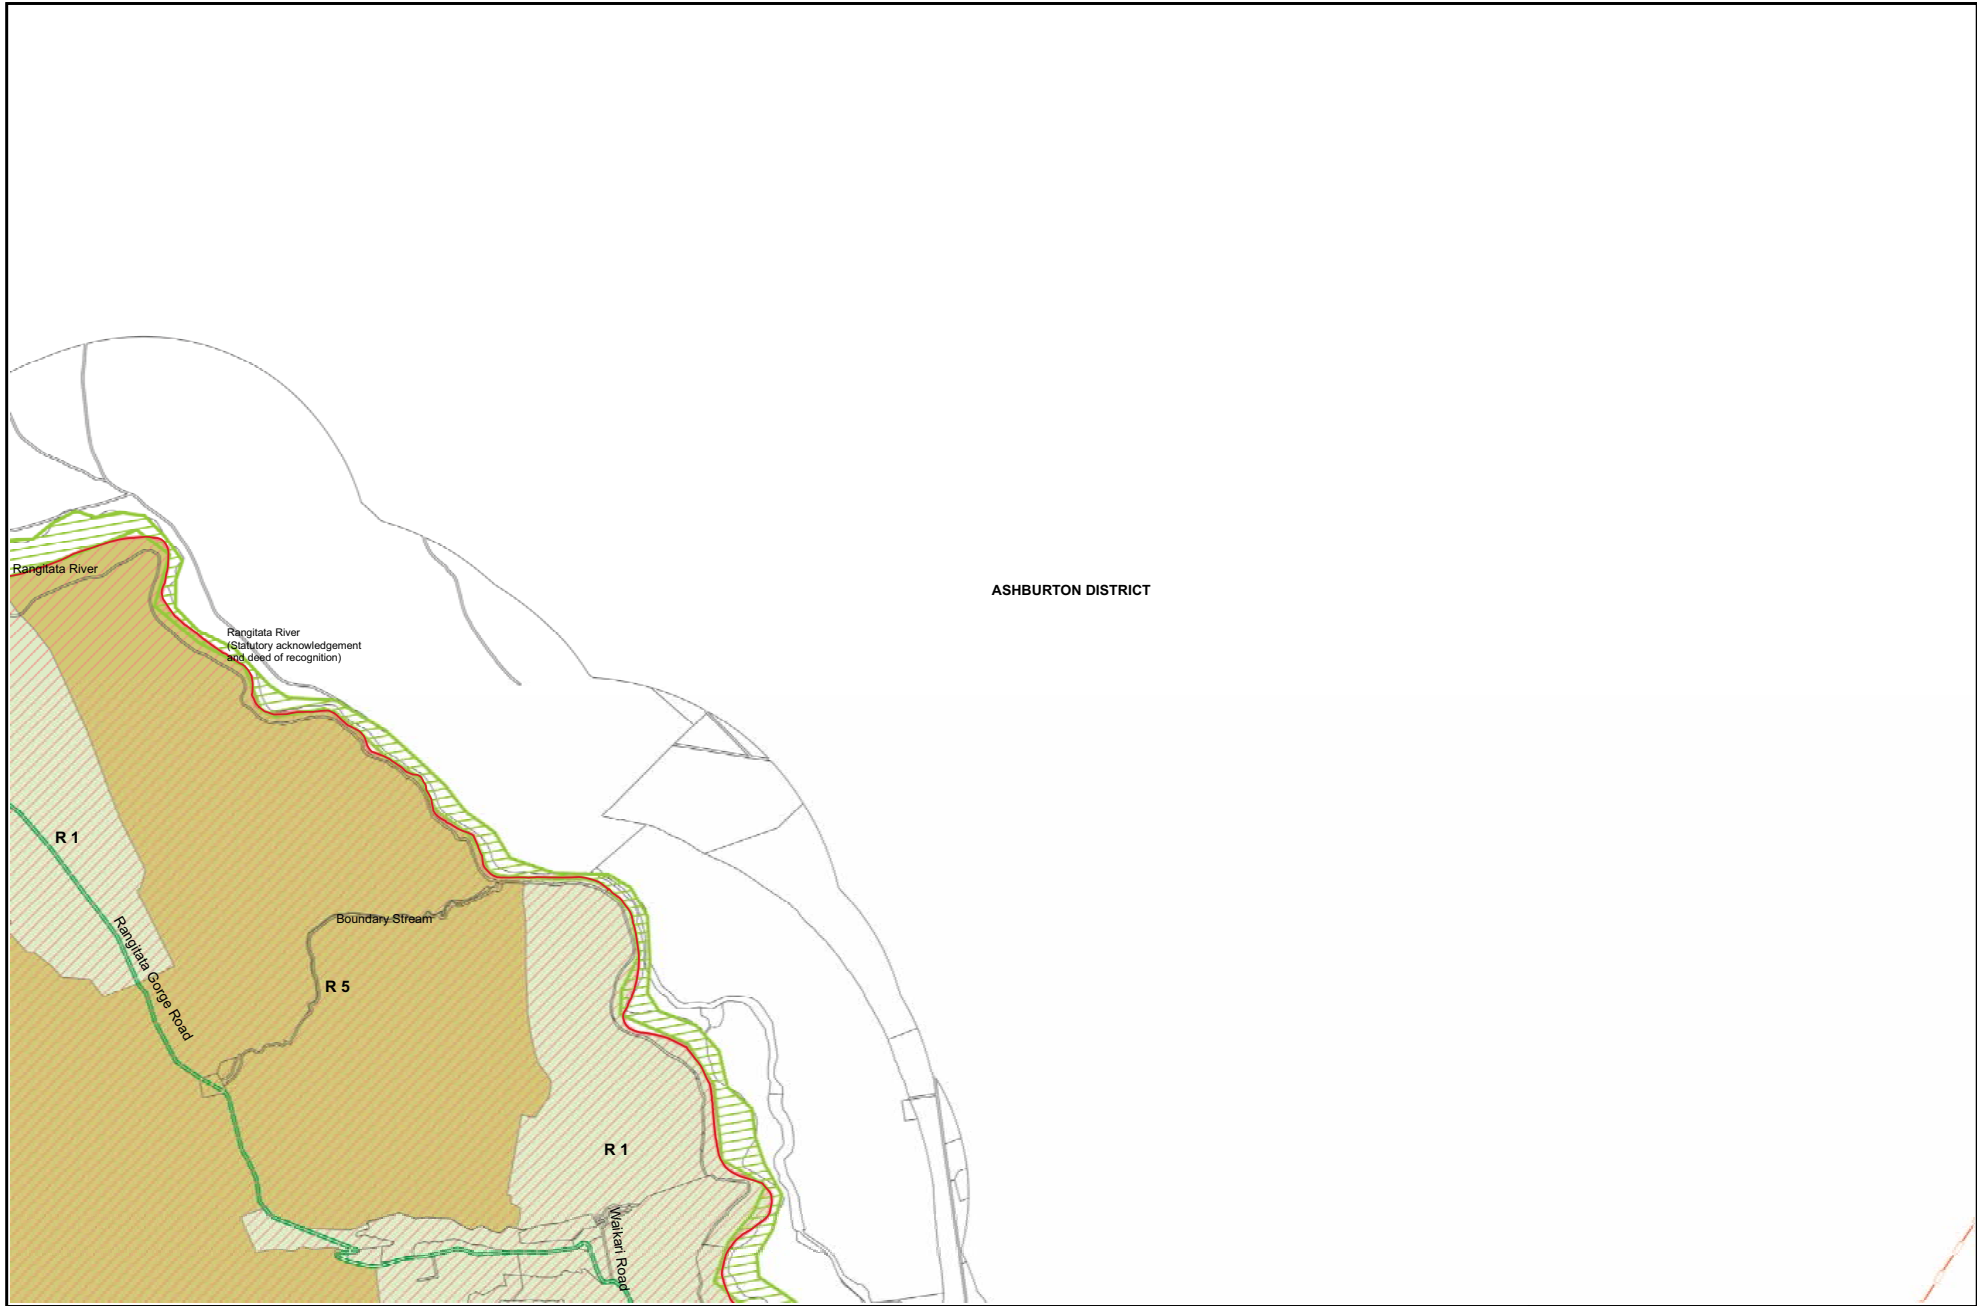 Rangitata River
ASHBURTON DISTRICT
Rangitata River
(Statutory acknowledgement
and deed of recognition)
R 1
Boundary Stream
Rangitata Gorge Road
R 5
R 1
Waikari Road